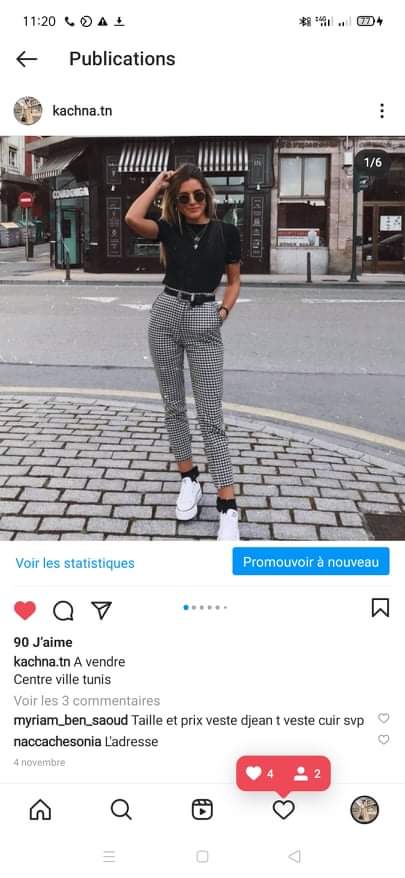 11:20
77
Publications
kachna.tn
1/6
Voir les statistiques
Promouvoir à nouveau
90 J'aime
kachna.tn A vendre
Centre ville tunis
Voir les 3 commentaires
myriam_ben_saoud Taille et prix veste djean t veste cuir svp
naccachesonia L'adresse
4 novembre
4 2